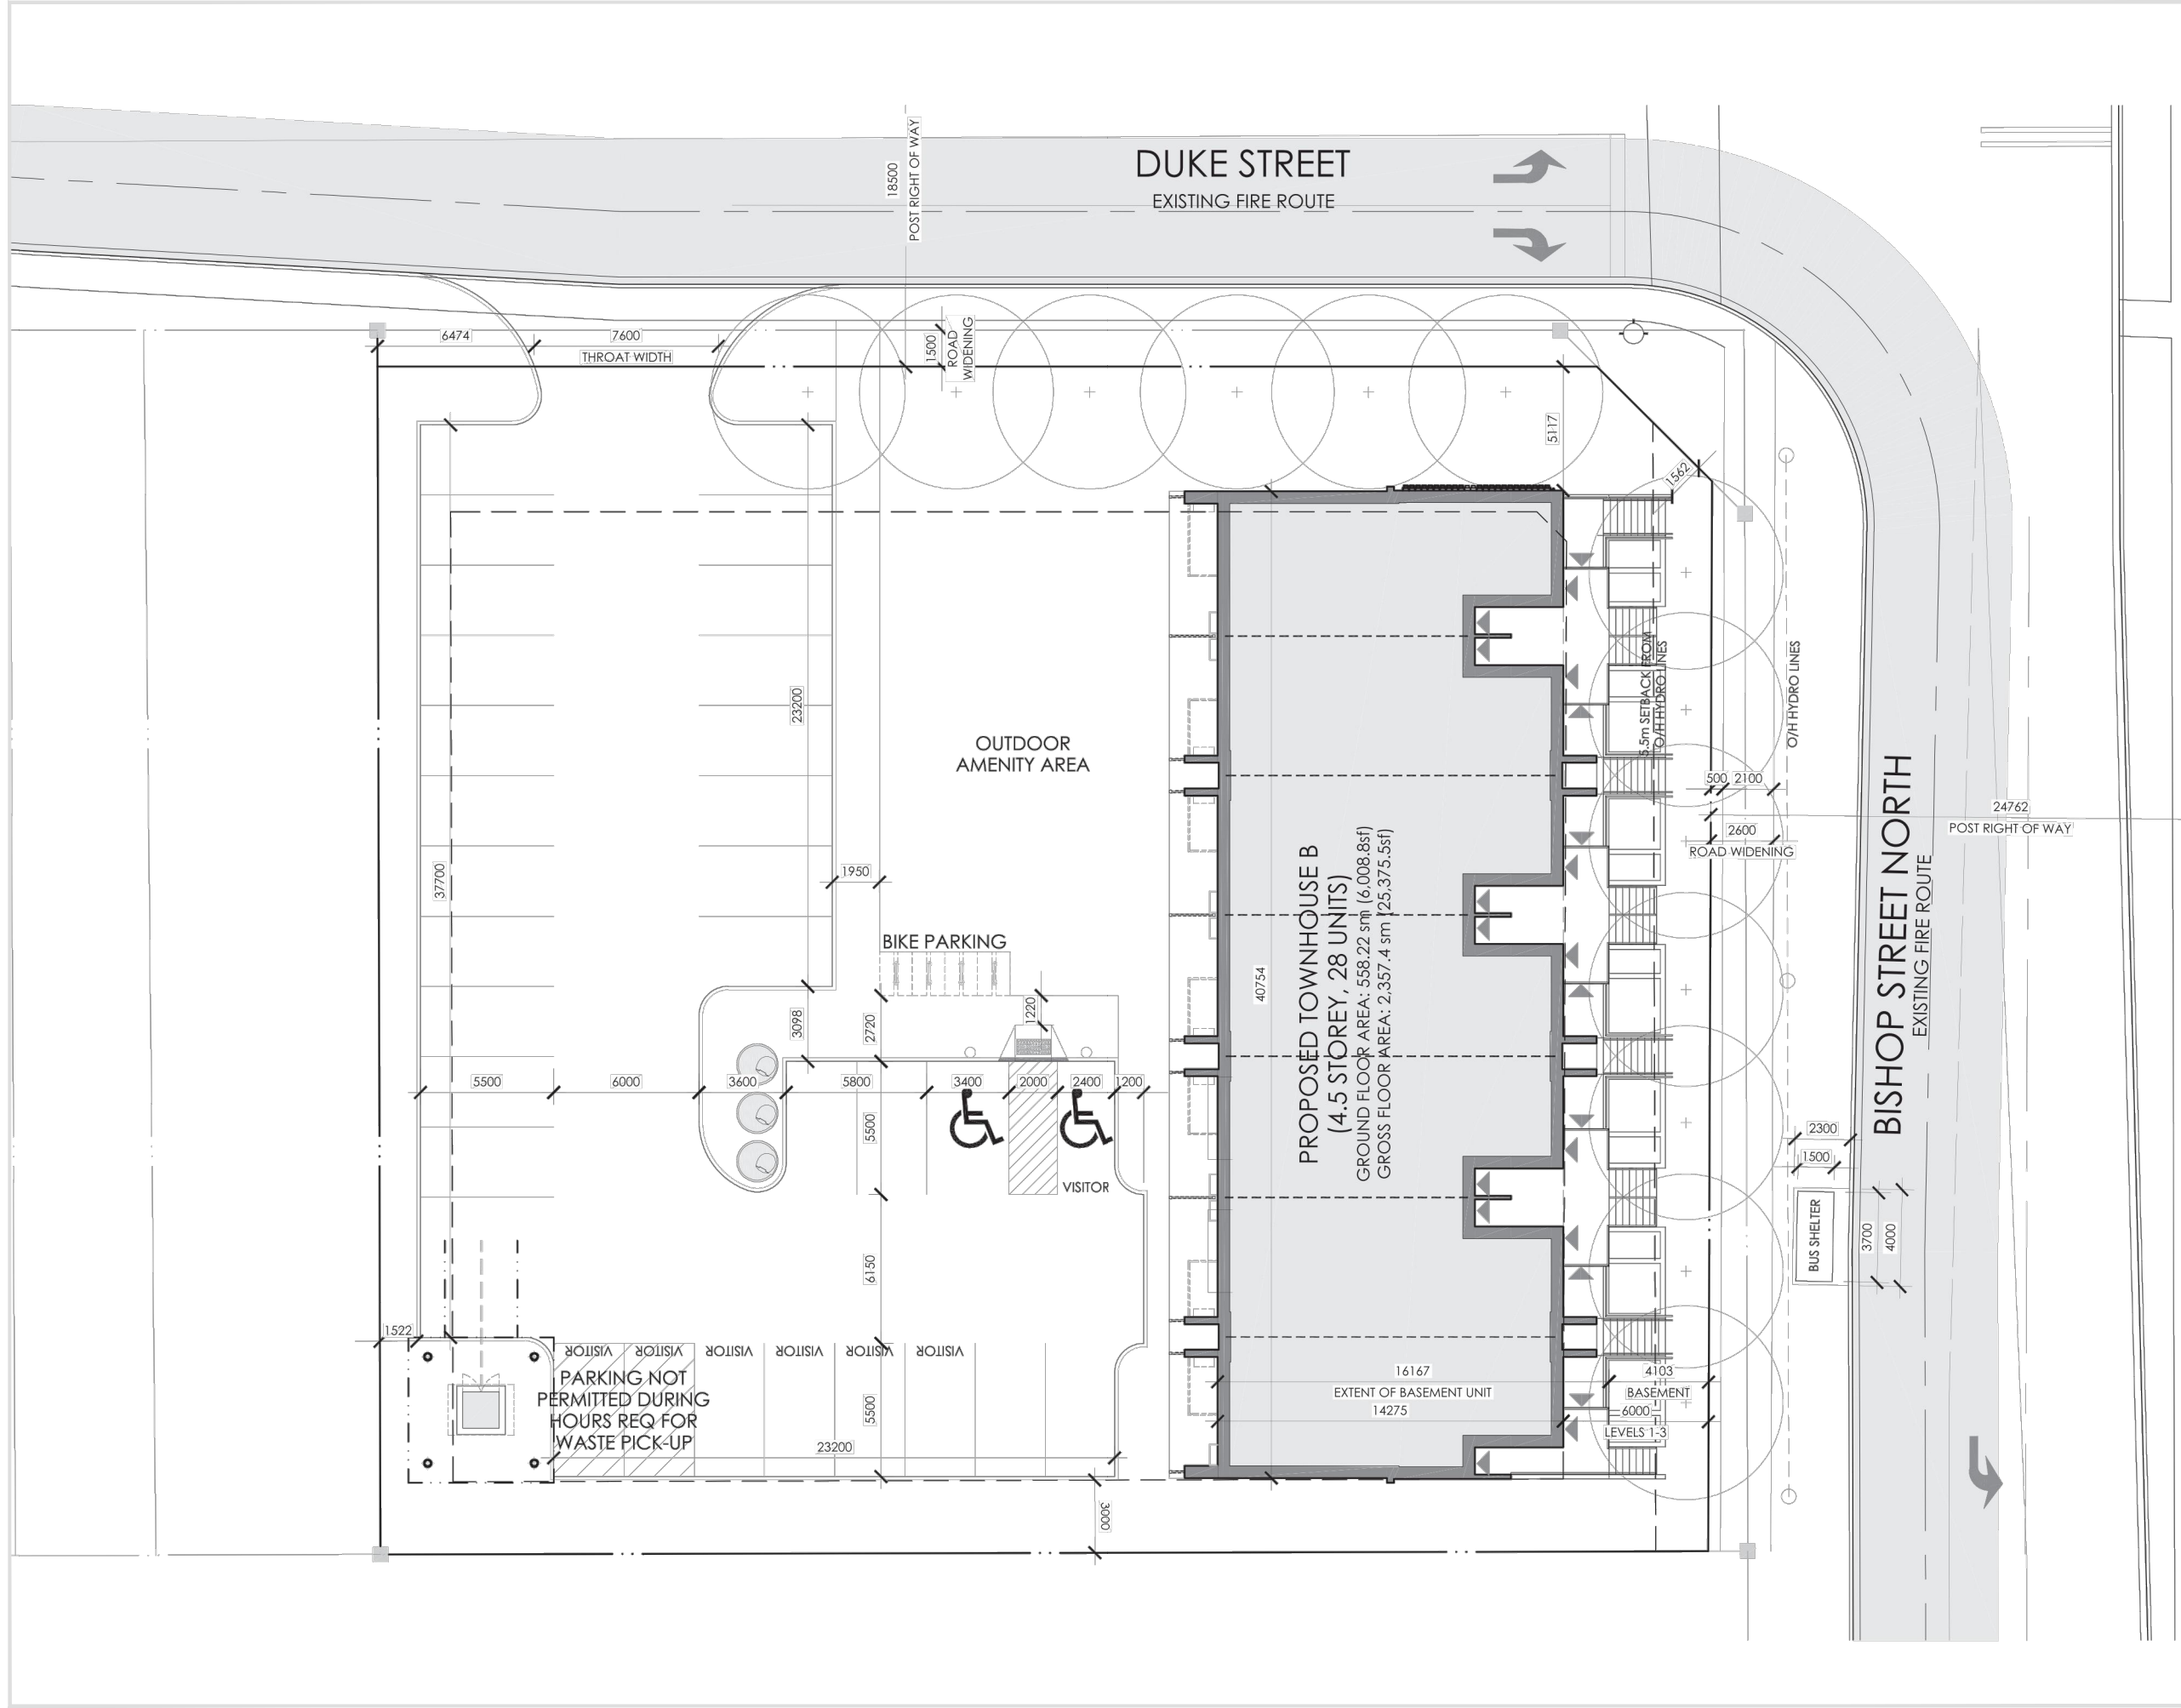 DUKE STREET
EXISTING FIRE ROUTE
18500
POST RIGHT OF WAY
6474
7600
THROAT WIDTH
1500
ROAD
WIDENING
5117
1562
23200
37700
OUTDOOR
AMENITY AREA
5.5m SETBACK FROM
O/H HYDRO LINES
O/H HYDRO LINES
500
2100
2600
ROAD WIDENING
24762
POST RIGHT OF WAY
BISHOP STREET NORTH
EXISTING FIRE ROUTE
1950
BIKE PARKING
3098
2720
1220
40754
PROPOSED TOWNHOUSE B
(4.5 STOREY, 28 UNITS)
GROUND FLOOR AREA: 558.22 sm (6,008.8sf)
GROSS FLOOR AREA: 2,357.4 sm (25,375.5sf)
5500
6000
3600
5800
3400
2000
2400
1200
5500
VISITOR
6150
2300
1500
BUS SHELTER
3700
4000
1522
VISITOR
VISITOR
VISITOR
VISITOR
VISITOR
VISITOR
PARKING NOT
PERMITTED DURING
HOURS REQ FOR
WASTE PICK-UP
5500
23200
16167
EXTENT OF BASEMENT UNIT
14275
4103
BASEMENT
6000
LEVELS 1-3
3000